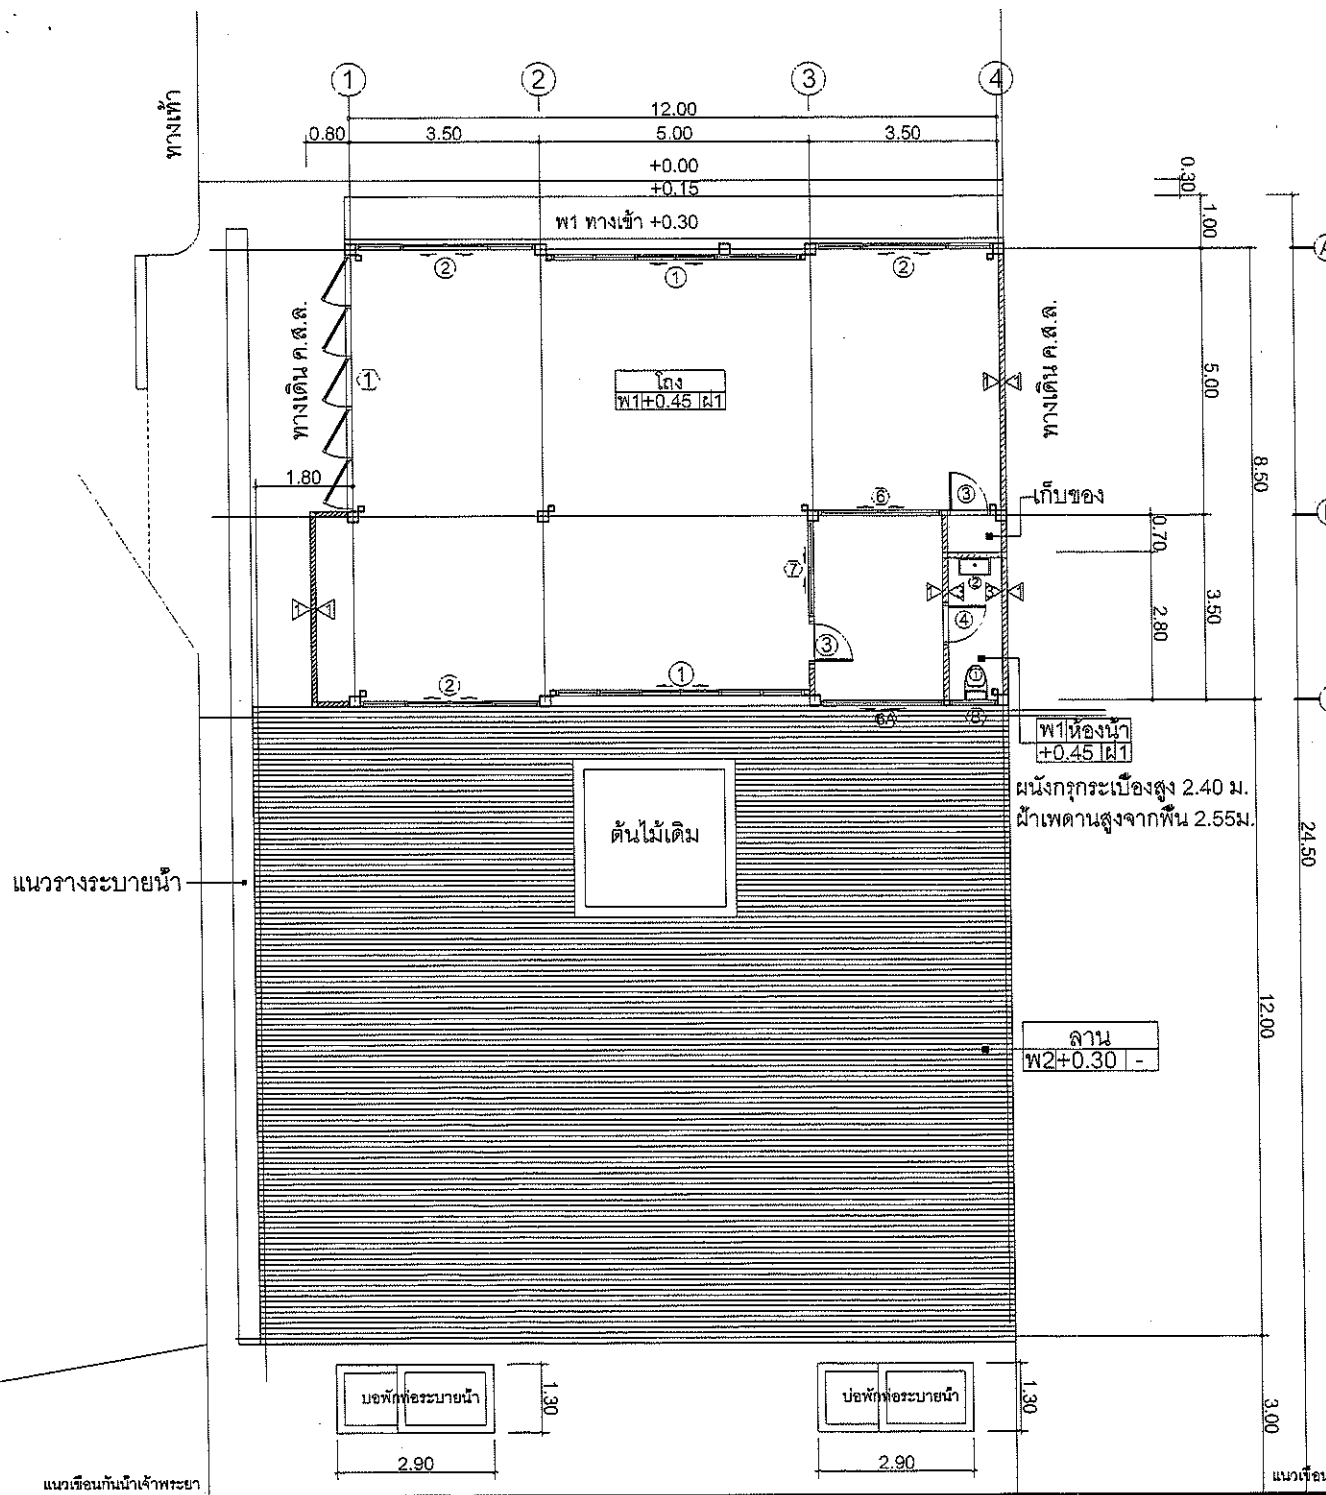 1 2 3 4
ทางเท้า
12.00
0.80 3.50 5.00 3.50
+0.00
+0.15
พ1 ทางเข้า +0.30
0.30
1.00
A
2 1 2
ทางเดิน ค.ส.ล.
1
โถง
พ1 +0.45 ฝ1
ทางเดิน ค.ส.ล.
5.00
8.50
1.80
6 3
เก็บของ
0.70
7
2
1 1
3.50
2.80
3
4
1
2 1
6A 8
พ1 ห้องน้ำ
+0.45 ฝ1
ผนังกรุกระเบื้องสูง 2.40 ม.
ฝ้าเพดานสูงจากพื้น 2.55ม.
ต้นไม้เดิม
24.50
แนวรางระบายน้ำ
12.00
ลาน
พ2 +0.30 -
บอพักท่อระบายน้ำ
1.30
บ่อพักท่อระบายน้ำ
1.30
3.00
2.90
2.90
แนวเขื่อนกันน้ำเจ้าพระยา
แนวเขื่อน